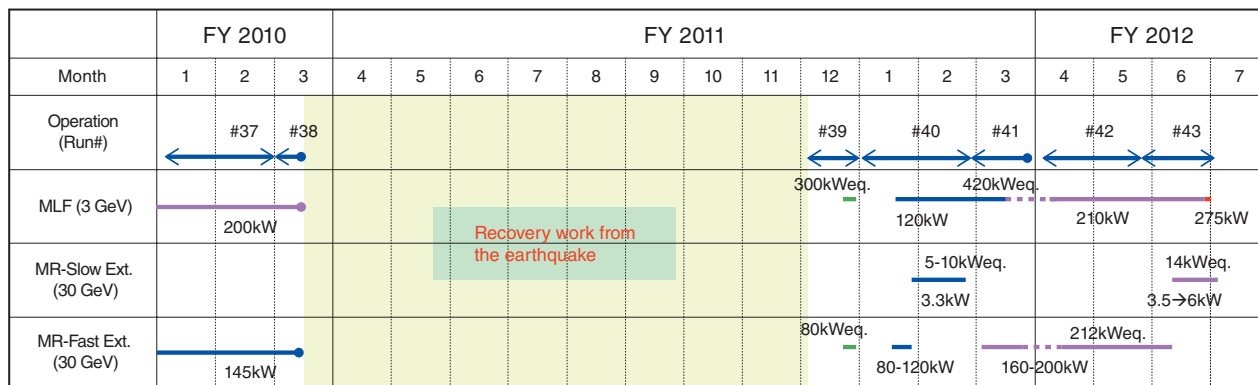 FY 2010 FY 2011 FY 2012
Month 1 2 3 4 5 6 7 8 9 10 11 12 1 2 3 4 5 6 7
Operation
(Run#)
#37 #38 #39 #40 #41 #42 #43
MLF (3 GeV)
300kWeq. 420kWeq.
200kW 120kW 210kW 275kW
Recovery work from
the earthquake
MR-Slow Ext.
(30 GeV)
5-10kWeq. 14kWeq.
3.3kW 3.5→6kW
MR-Fast Ext.
(30 GeV)
80kWeq. 212kWeq.
145kW 80-120kW 160-200kW